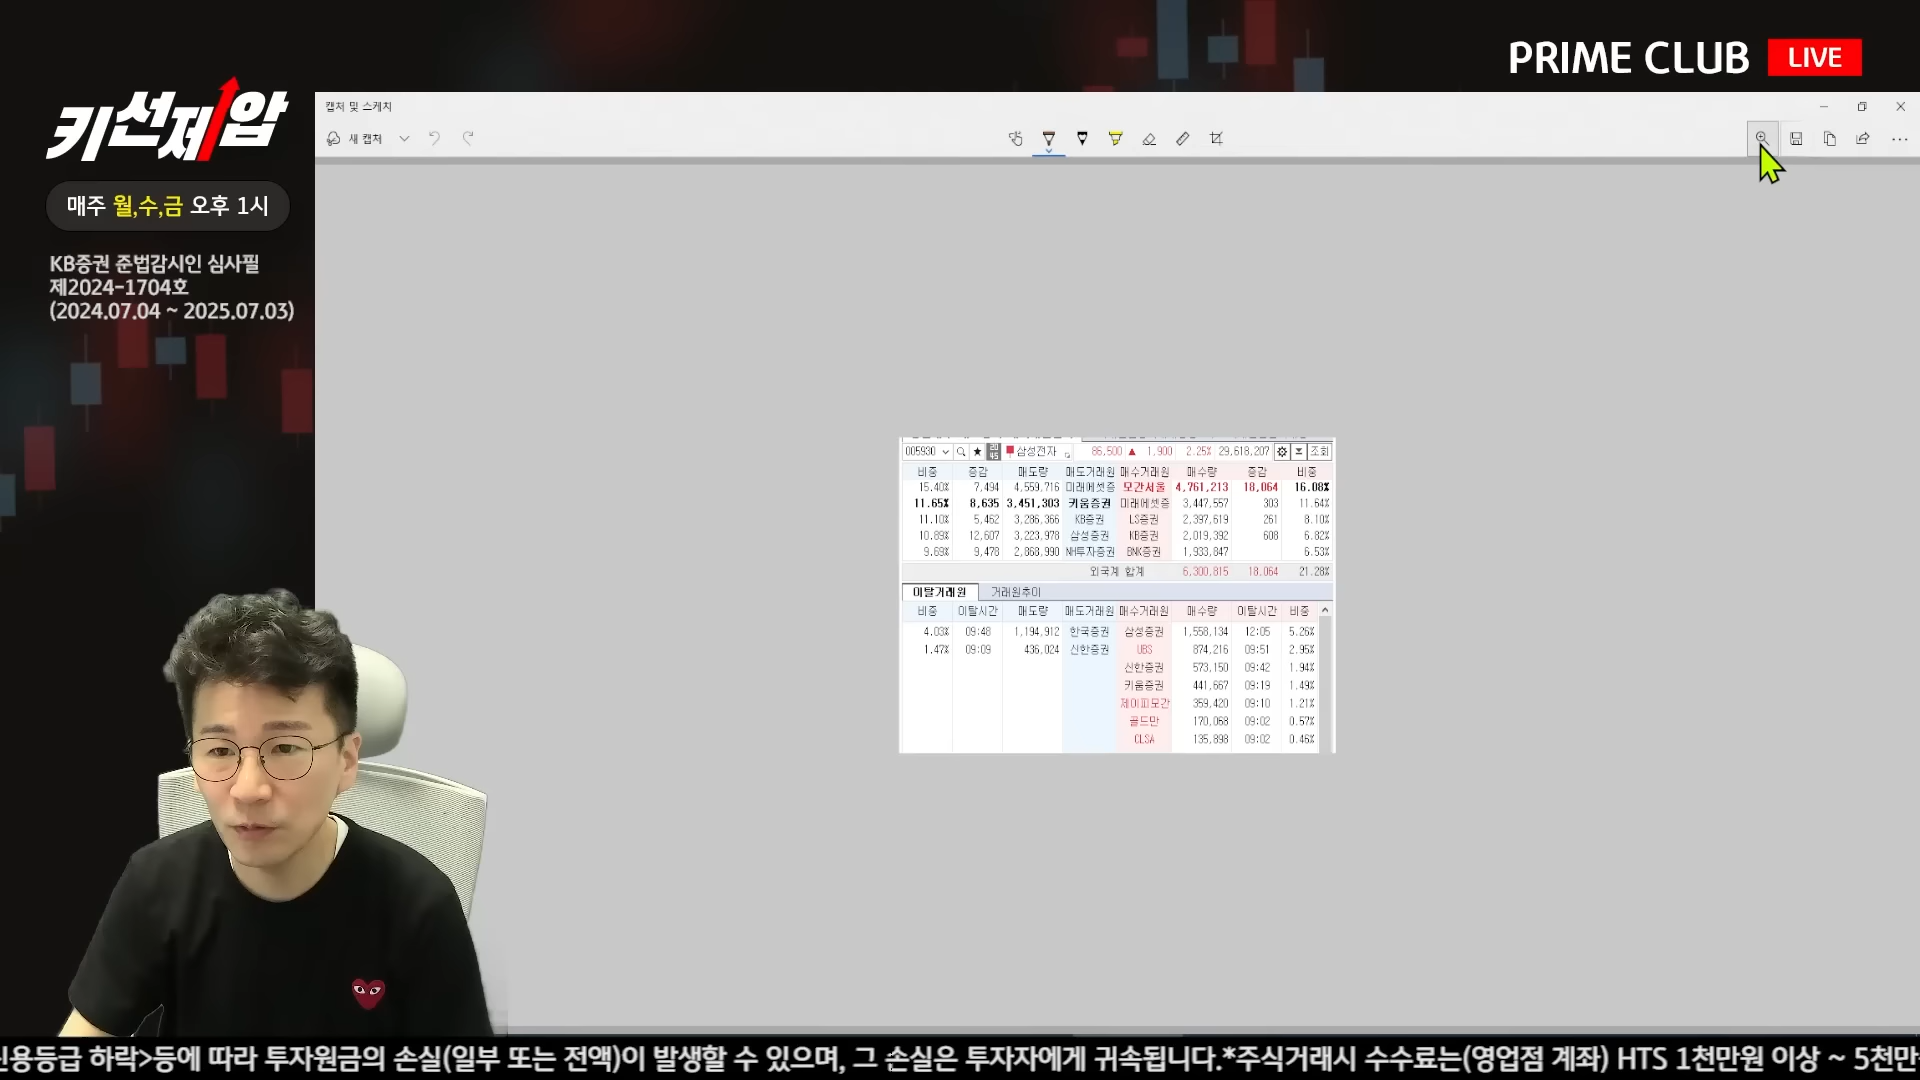 PRIME CLUB LIVE
키선제압
매주 월,수,금 오후 1시
KB증권 준법감시인 심사필
제2024-1704호
(2024.07.04 ~ 2025.07.03)
캡처 및 스케치
새 캡처
005930 삼성전자 86,500 ▲ 1,900 2.25% 29,618,207 조회
비중 증감 매도량 매도거래원 매수거래원 매수량 증감 비중
15.40% 7,494 4,559,716 미래에셋증 모간서울 4,761,213 18,064 16.08%
11.65% 8,635 3,451,303 키움증권 미래에셋증 3,447,557 303 11.64%
11.10% 5,462 3,286,366 KB증권 LS증권 2,397,619 261 8.10%
10.89% 12,607 3,223,978 삼성증권 KB증권 2,019,392 608 6.82%
9.69% 9,478 2,868,990 NH투자증권 BNK증권 1,933,847 6.53%
외국계 합계 6,300,815 18,064 21.28%
이탈거래원 거래원추이
비중 이탈시간 매도량 매도거래원 매수거래원 매수량 이탈시간 비중
4.03% 09:48 1,194,912 한국증권 삼성증권 1,558,134 12:05 5.26%
1.47% 09:09 436,024 신한증권 UBS 874,216 09:51 2.95%
신한증권 573,150 09:42 1.94%
키움증권 441,667 09:19 1.49%
제이피모간 359,420 09:10 1.21%
골드만 170,068 09:02 0.57%
CLSA 135,898 09:02 0.46%
신용등급 하락>등에 따라 투자원금의 손실(일부 또는 전액)이 발생할 수 있으며, 그 손실은 투자자에게 귀속됩니다.*주식거래시 수수료는(영업점 계좌) HTS 1천만원 이상 ~ 5천만